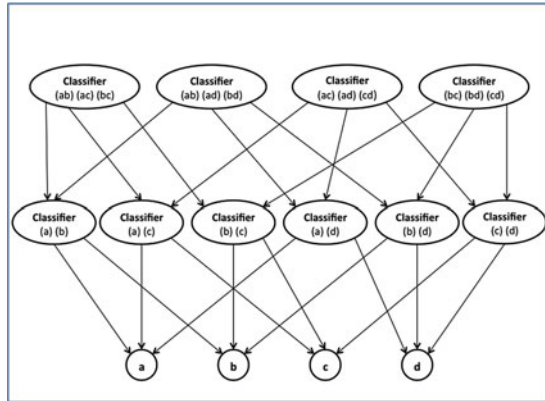 Classifier
(ab) (ac) (bc)
Classifier
(ab) (ad) (bd)
Classifier
(ac) (ad) (cd)
Classifier
(bc) (bd) (cd)
Classifier
(a) (b)
Classifier
(a) (c)
Classifier
(b) (c)
Classifier
(a) (d)
Classifier
(b) (d)
Classifier
(c) (d)
a
b
c
d